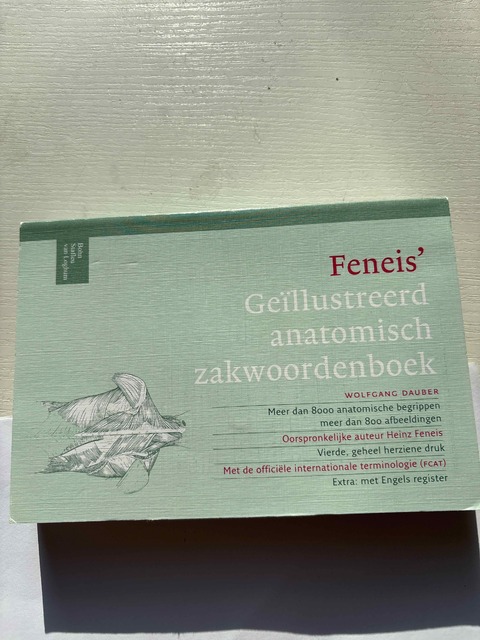 Bohn
Stafleu
van Loghum
Feneis'
Geïllustreerd
anatomisch
zakwoordenboek
WOLFGANG DAUBER
Meer dan 8000 anatomische begrippen
meer dan 800 afbeeldingen
Oorspronkelijke auteur Heinz Feneis
Vierde, geheel herziene druk
Met de officiële internationale terminologie (FCAT)
Extra: met Engels register